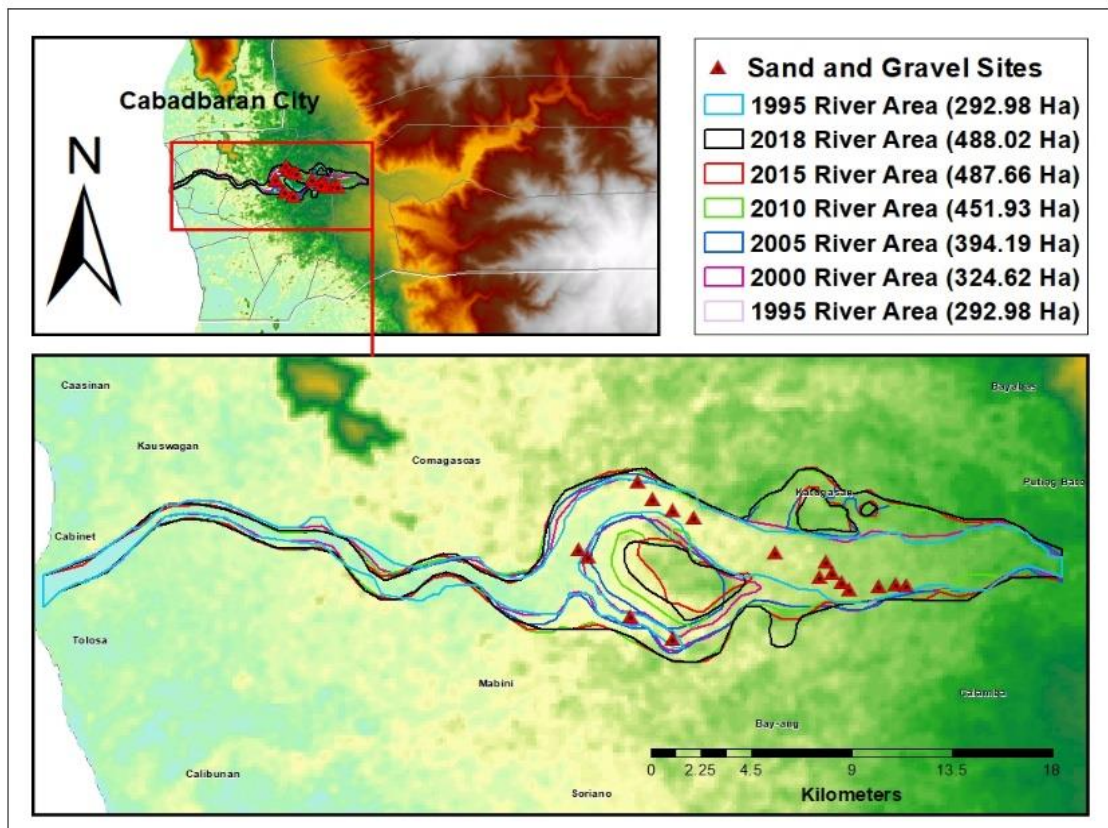 Cabadbaran City
N
Sand and Gravel Sites
1995 River Area (292.98 Ha)
2018 River Area (488.02 Ha)
2015 River Area (487.66 Ha)
2010 River Area (451.93 Ha)
2005 River Area (394.19 Ha)
2000 River Area (324.62 Ha)
1995 River Area (292.98 Ha)
Caasinan
Bayabas
Kauswagan
Comagascas
Putting Bato
Katugasan
Cabinet
Tolosa
Mabini
Calamba
Bay-ang
Calibunan
Soriano
0 2.25 4.5 9 13.5 18
Kilometers